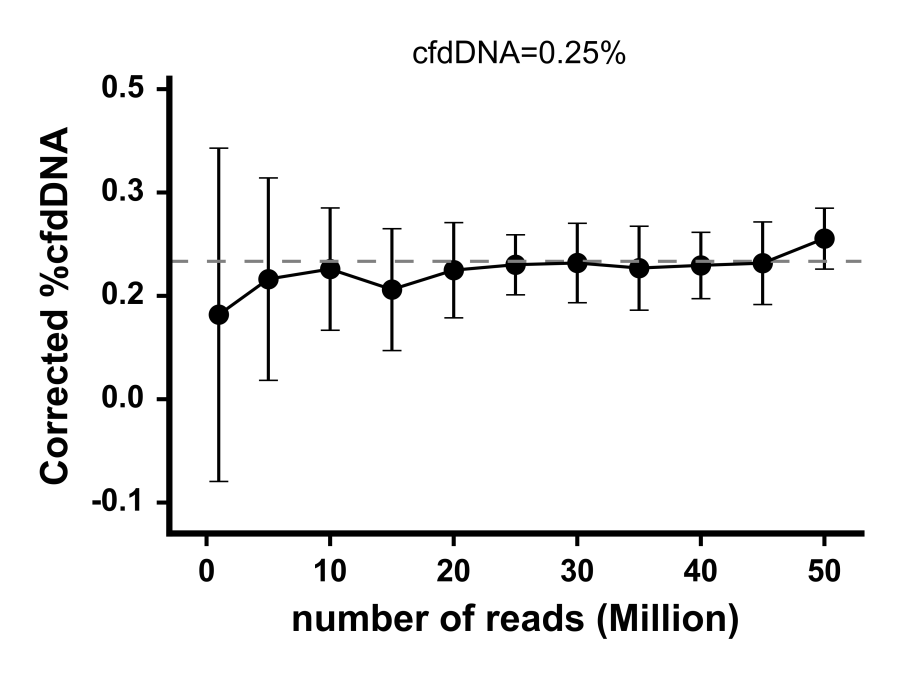 cfdDNA=0.25%
0.5
0.3
0.2
0.0
-0.1
Corrected %cfdDNA
0 10 20 30 40 50
number of reads (Million)